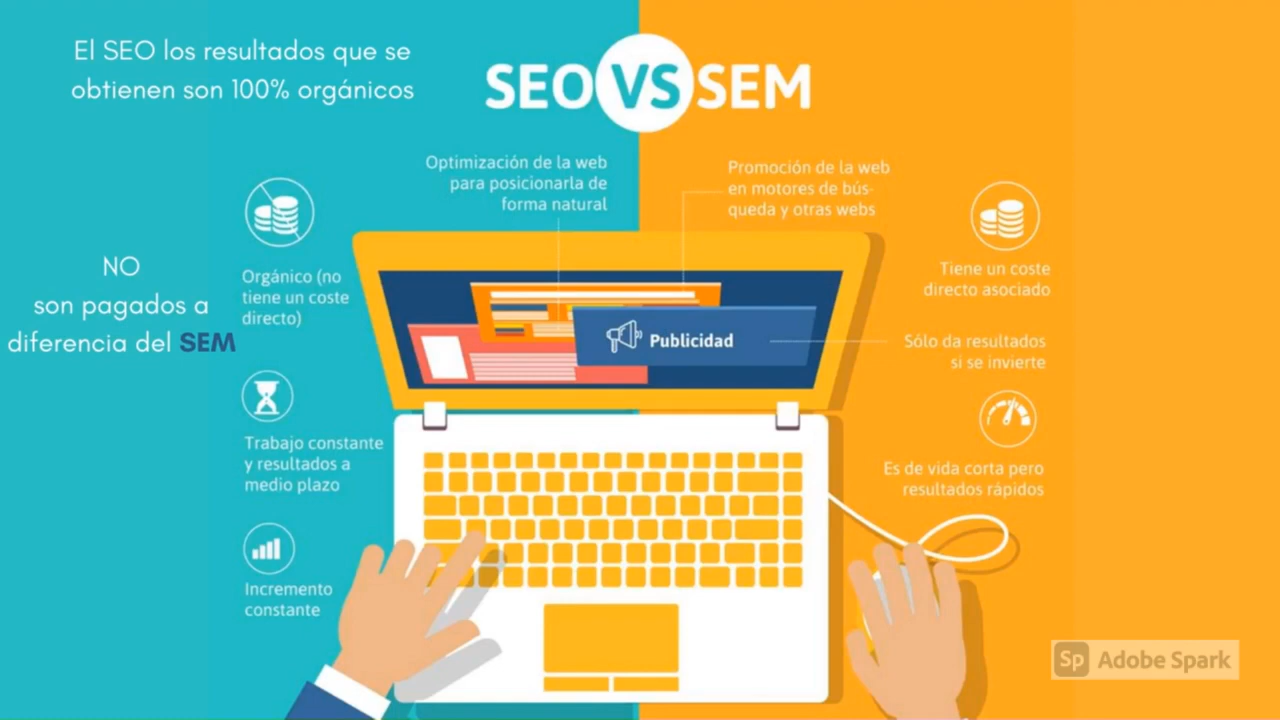 El SEO los resultados que se
obtienen son 100% orgánicos
NO
son pagados a
diferencia del SEM
SEO VS SEM
Optimización de la web
para posicionarla de
forma natural
Orgánico (no
tiene un coste
directo)
Trabajo constante
y resultados a
medio plazo
Incremento
constante
Publicidad
Promoción de la web
en motores de bús-
queda y otras webs
Tiene un coste
directo asociado
Sólo da resultados
si se invierte
Es de vida corta pero
resultados rápidos
Sp Adobe Spark